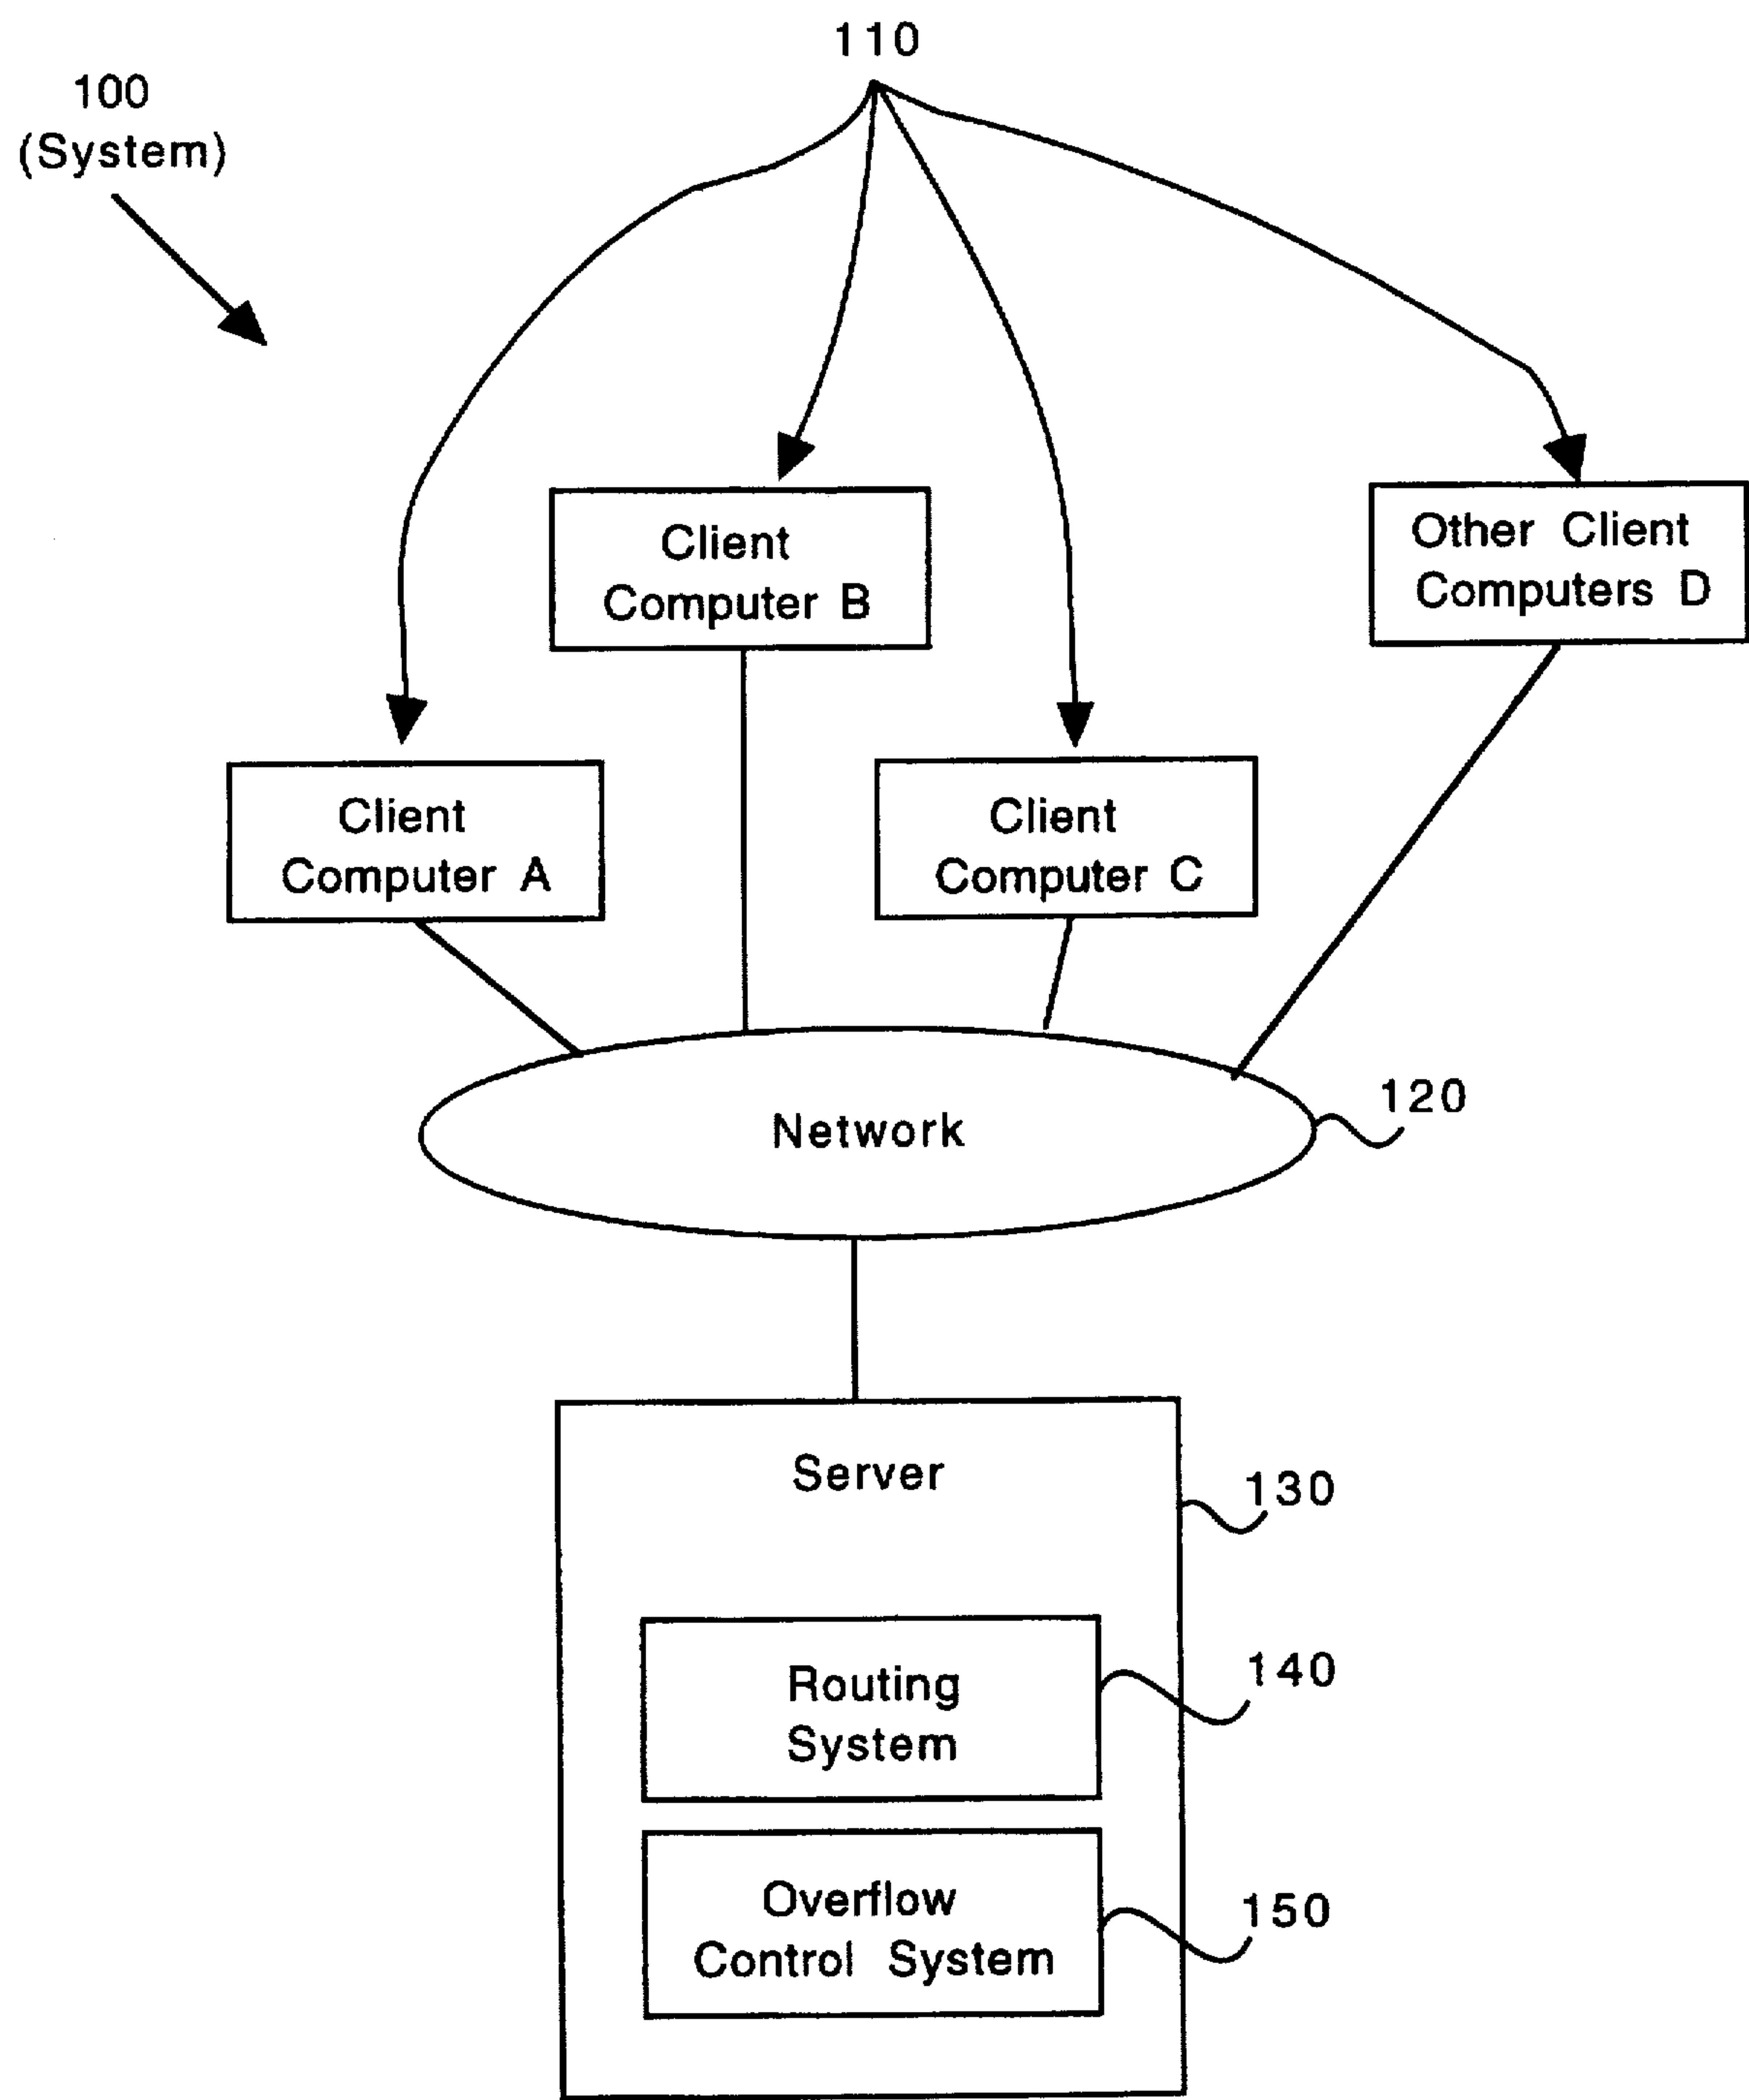 110
100
(System)
Client
Computer B
Other Client
Computers D
Client
Computer A
Client
Computer C
120
Network
Server
130
Routing
System
140
Overflow
Control System
150